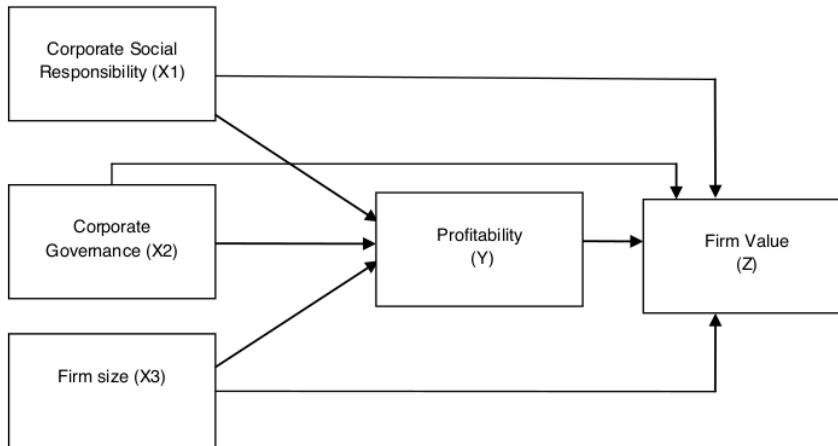 Corporate Social
Responsibility (X1)
Corporate
Governance (X2)
Profitability
(Y)
Firm Value
(Z)
Firm size (X3)